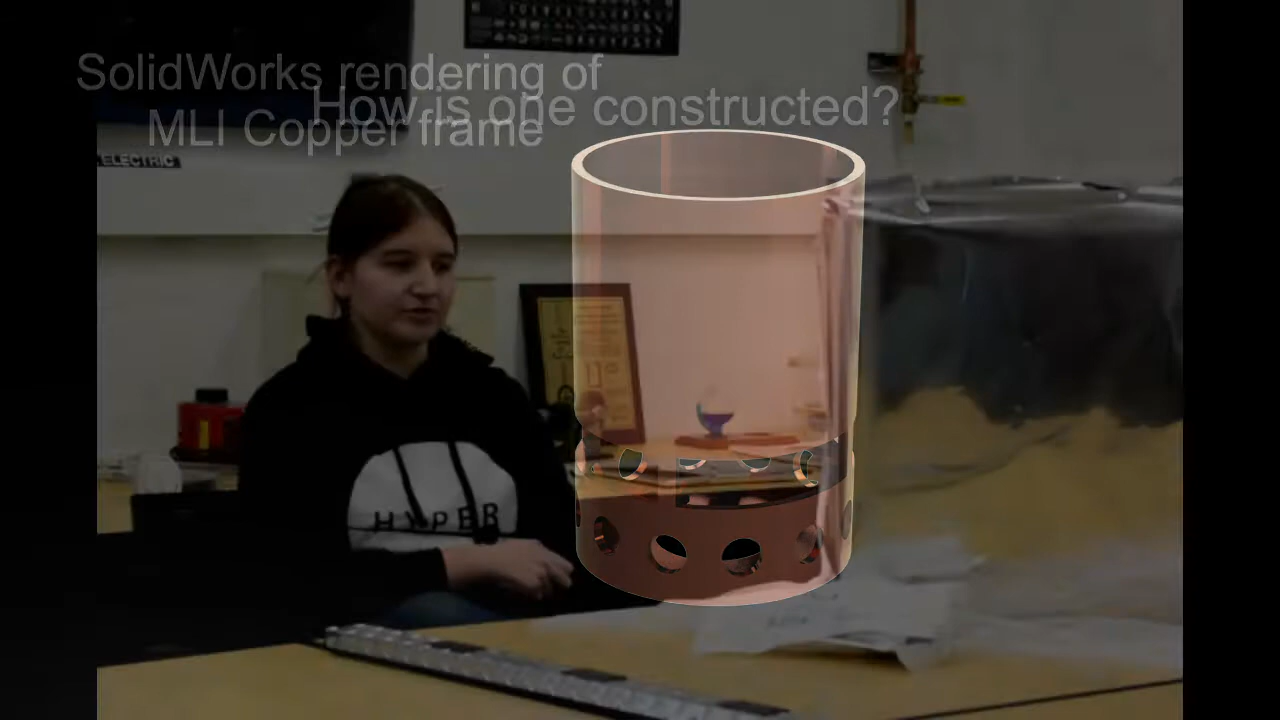 SolidWorks rendering of
MLI Copper frame
How is one constructed?
ELECTRIC
HYPER